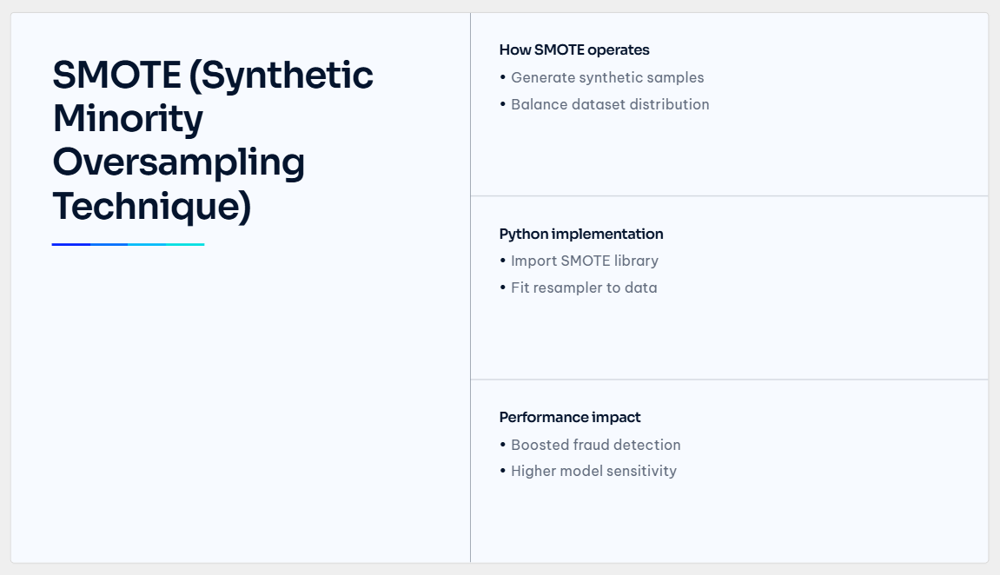 SMOTE (Synthetic
Minority
Oversampling
Technique)
How SMOTE operates
• Generate synthetic samples
• Balance dataset distribution
Python implementation
• Import SMOTE library
• Fit resampler to data
Performance impact
• Boosted fraud detection
• Higher model sensitivity